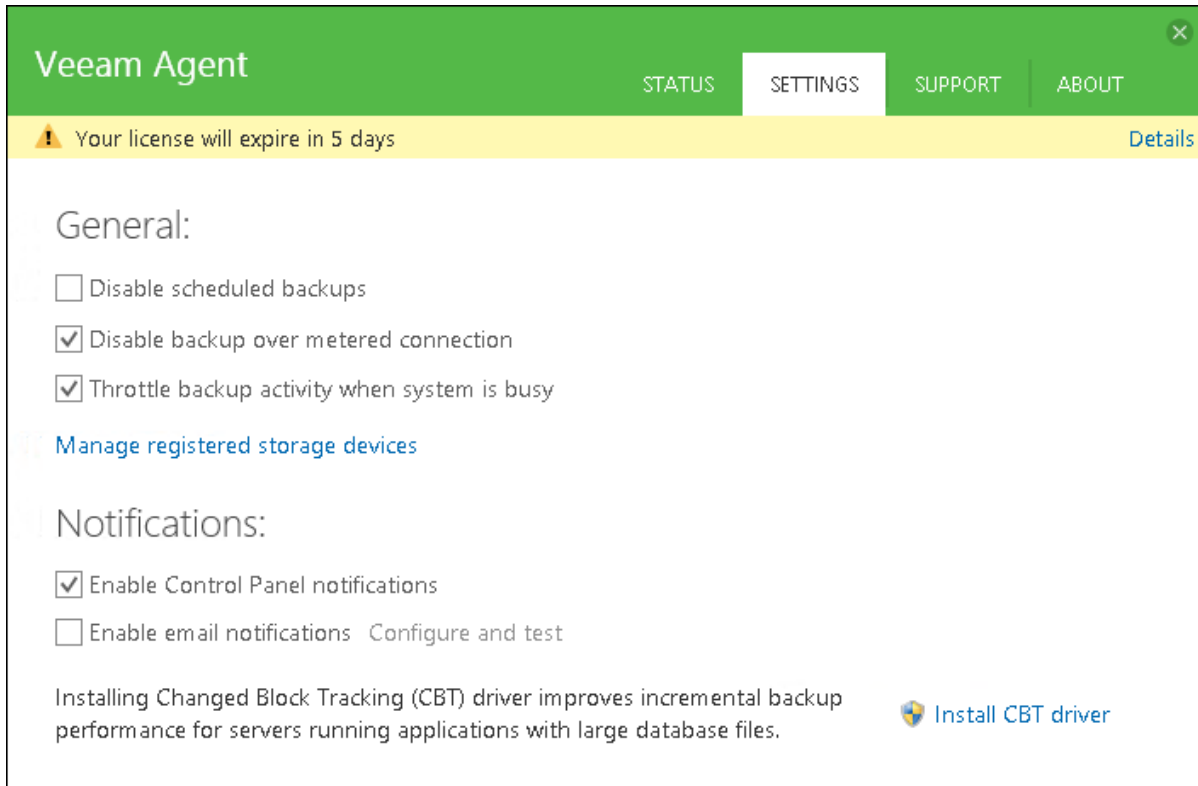 Veeam Agent
STATUS
SETTINGS
SUPPORT
ABOUT
Your license will expire in 5 days
Details
General:
Disable scheduled backups
Disable backup over metered connection
Throttle backup activity when system is busy
Manage registered storage devices
Notifications:
Enable Control Panel notifications
Enable email notifications Configure and test
Installing Changed Block Tracking (CBT) driver improves incremental backup
performance for servers running applications with large database files.
Install CBT driver